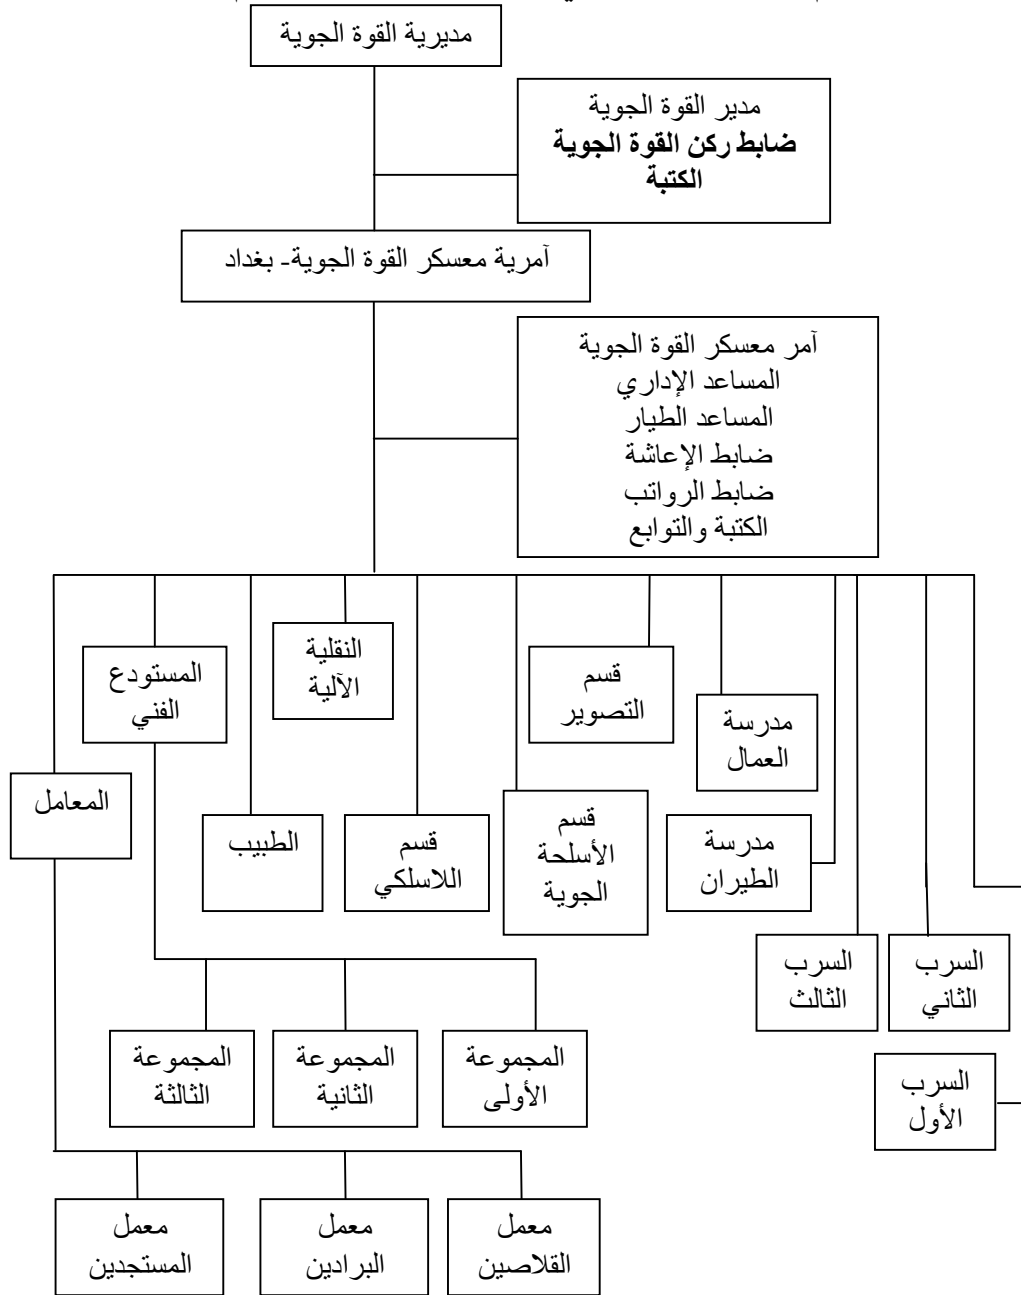 مديرية القوة الجوية
مدير القوة الجوية
ضابط ركن القوة الجوية
الكتبة
آمرية معسكر القوة الجوية- بغداد
آمر معسكر القوة الجوية
المساعد الإداري
المساعد الطيار
ضابط الإعاشة
ضابط الرواتب
الكتبة والتوابع
النقلية
الآلية
المستودع
الفني
قسم
التصوير
مدرسة
العمال
المعامل
الطبيب
قسم
اللاسلكي
قسم
الأسلحة
الجوية
مدرسة
الطيران
السرب
الثاني
السرب
الثالث
المجموعة
الأولى
المجموعة
الثانية
المجموعة
الثالثة
السرب
الأول
معمل
القلاصين
معمل
البرادين
معمل
المستجدين